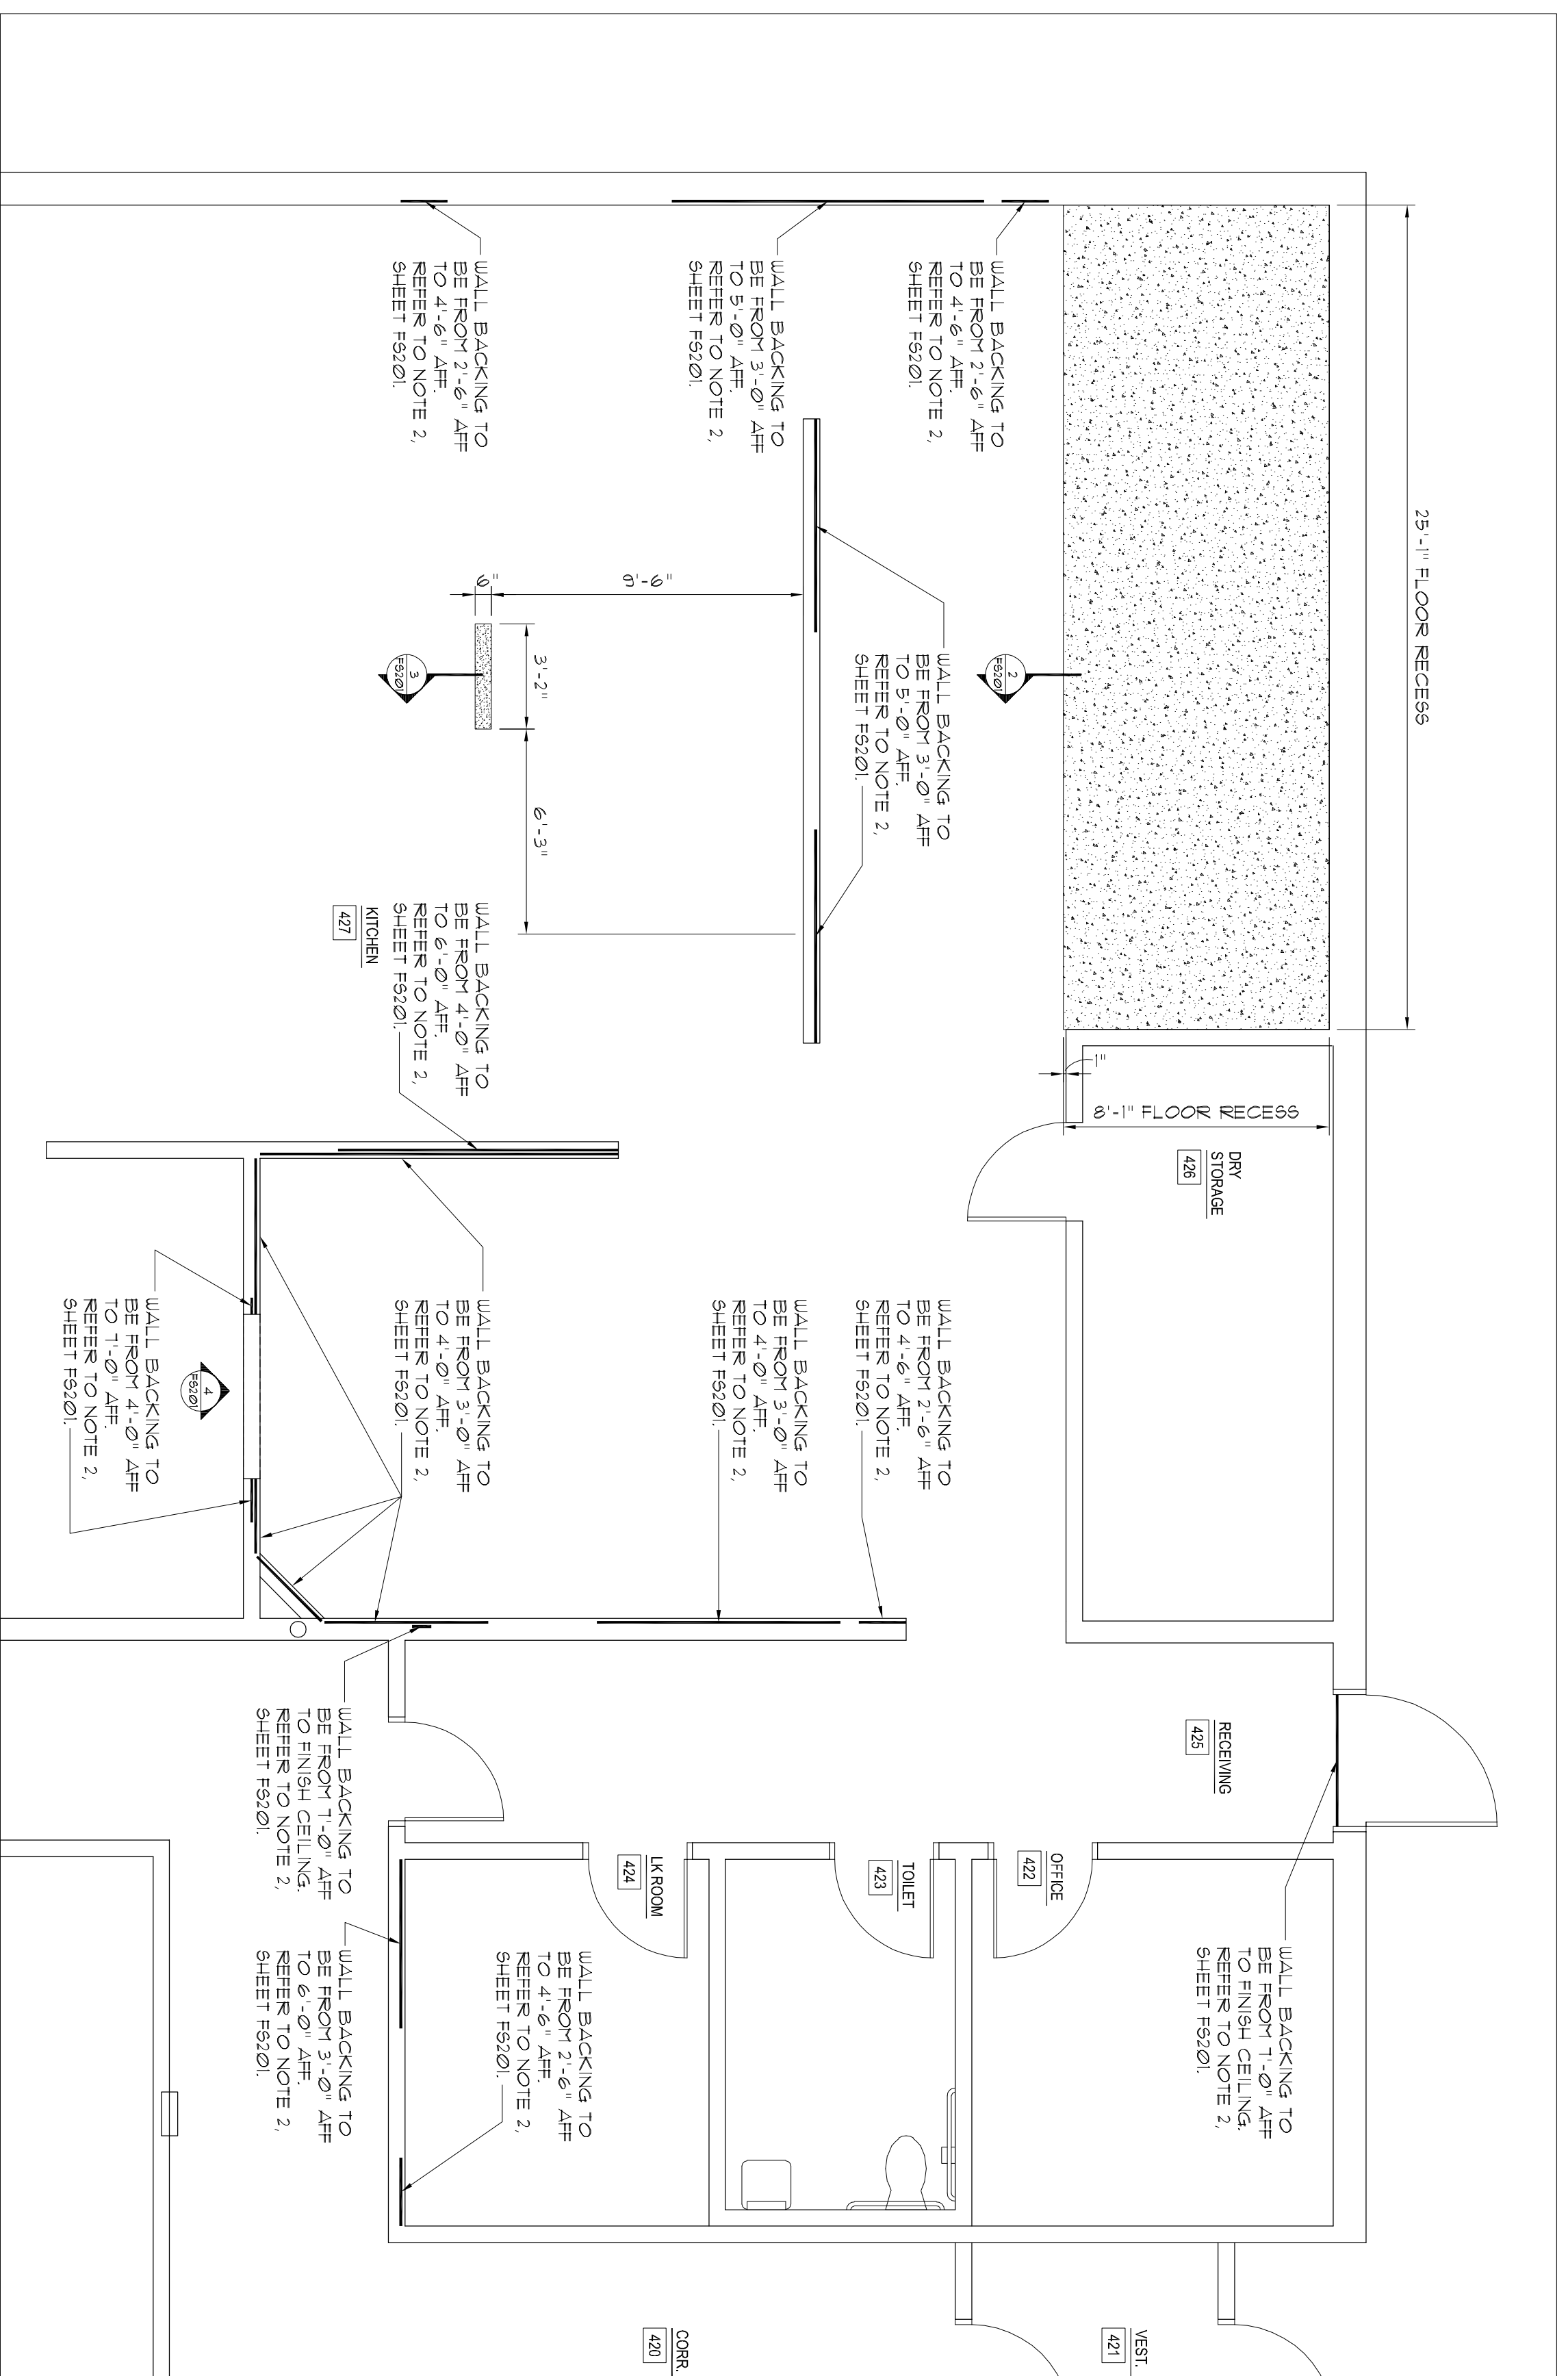 25'-1" FLOOR RECESS
WALL BACKING TO
BE FROM 2'-6" AFF
TO 4'-6" AFF.
REFER TO NOTE 2,
SHEET FS201.
2
FS201
1"
8'-1" FLOOR RECESS
DRY
STORAGE
426
WALL BACKING TO
BE FROM 7'-0" AFF
TO FINISH CEILING.
REFER TO NOTE 2,
SHEET FS201.
RECEIVING
425
OFFICE
422
VEST.
421
WALL BACKING TO
BE FROM 3'-0" AFF
TO 5'-0" AFF.
REFER TO NOTE 2,
SHEET FS201.
WALL BACKING TO
BE FROM 3'-0" AFF
TO 5'-0" AFF.
REFER TO NOTE 2,
SHEET FS201.
WALL BACKING TO
BE FROM 2'-6" AFF
TO 4'-6" AFF.
REFER TO NOTE 2,
SHEET FS201.
TOILET
423
WALL BACKING TO
BE FROM 3'-0" AFF
TO 4'-0" AFF.
REFER TO NOTE 2,
SHEET FS201.
9'-6"
6"
3'-2"
6'-3"
3
FS201
LK ROOM
424
CORR.
420
WALL BACKING TO
BE FROM 2'-6" AFF
TO 4'-6" AFF.
REFER TO NOTE 2,
SHEET FS201.
WALL BACKING TO
BE FROM 2'-6" AFF
TO 4'-6" AFF.
REFER TO NOTE 2,
SHEET FS201.
WALL BACKING TO
BE FROM 4'-0" AFF
TO 6'-0" AFF.
REFER TO NOTE 2,
SHEET FS201.
KITCHEN
427
WALL BACKING TO
BE FROM 3'-0" AFF
TO 4'-0" AFF.
REFER TO NOTE 2,
SHEET FS201.
WALL BACKING TO
BE FROM 7'-0" AFF
TO FINISH CEILING.
REFER TO NOTE 2,
SHEET FS201.
WALL BACKING TO
BE FROM 3'-0" AFF
TO 6'-0" AFF.
REFER TO NOTE 2,
SHEET FS201.
4
FS201
WALL BACKING TO
BE FROM 4'-0" AFF
TO 7'-0" AFF.
REFER TO NOTE 2,
SHEET FS201.